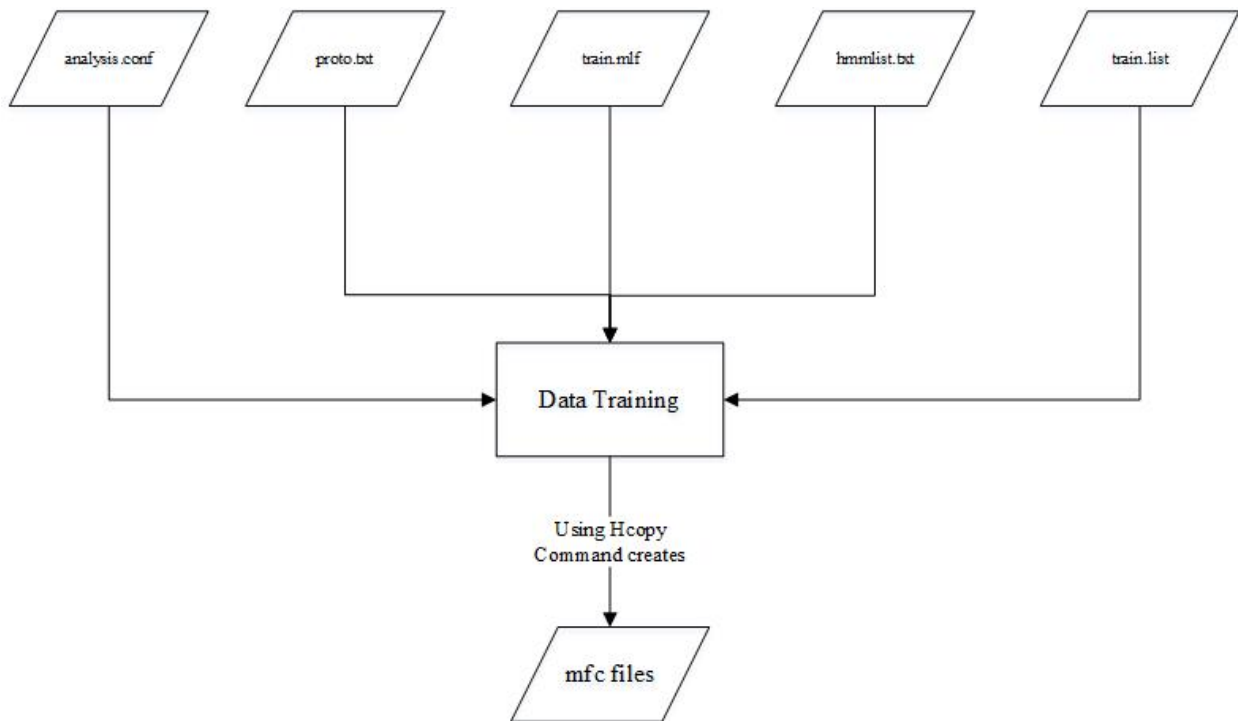 analysis.conf
proto.txt
train.mlf
hmmlist.txt
train.list
Data Training
Using Hcopy
Command creates
mfc files